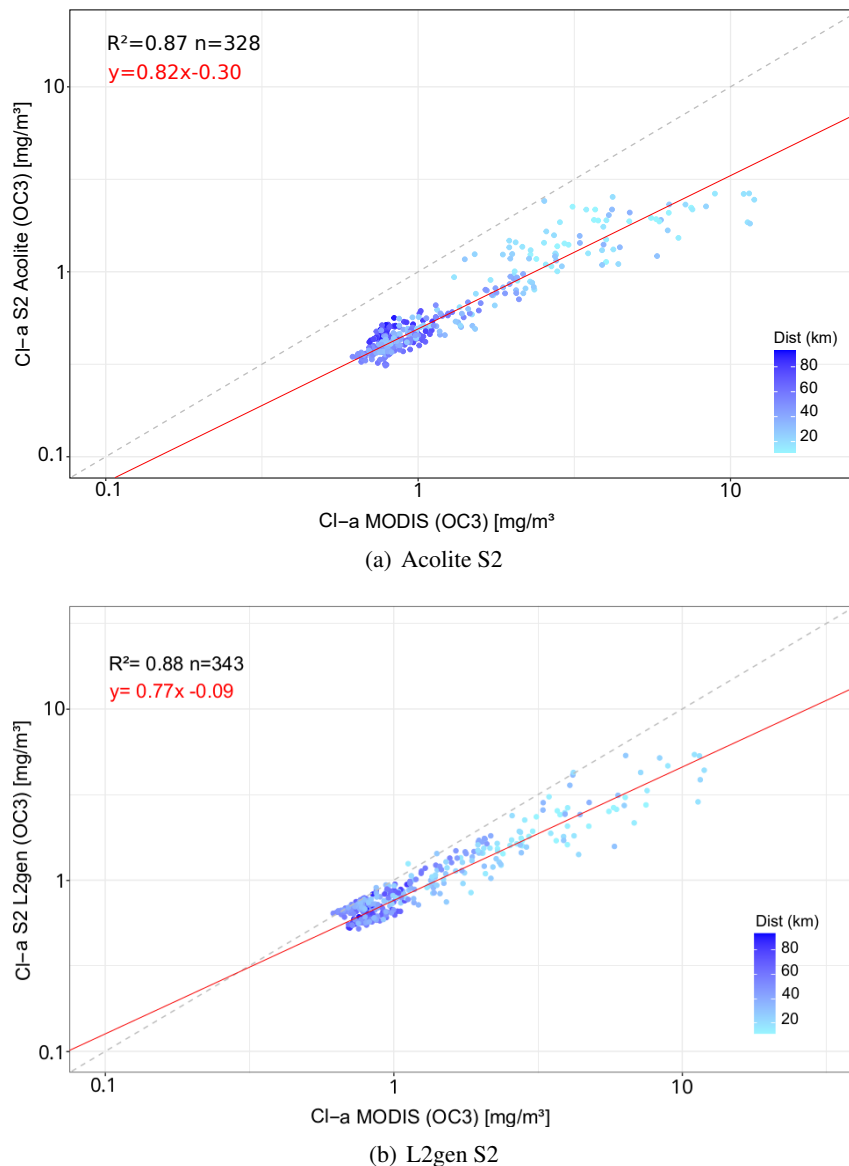 R²=0.87 n=328
y=0.82x-0.30
Cl−a S2 Acolite (OC3) [mg/m³]
10
1
0.1
Dist (km)
80
60
40
20
0.1
1
10
Cl−a MODIS (OC3) [mg/m³]
(a) Acolite S2
R²= 0.88 n=343
y= 0.77x -0.09
Cl−a S2 L2gen (OC3) [mg/m³]
10
1
0.1
Dist (km)
80
60
40
20
0.1
1
10
Cl−a MODIS (OC3) [mg/m³]
(b) L2gen S2